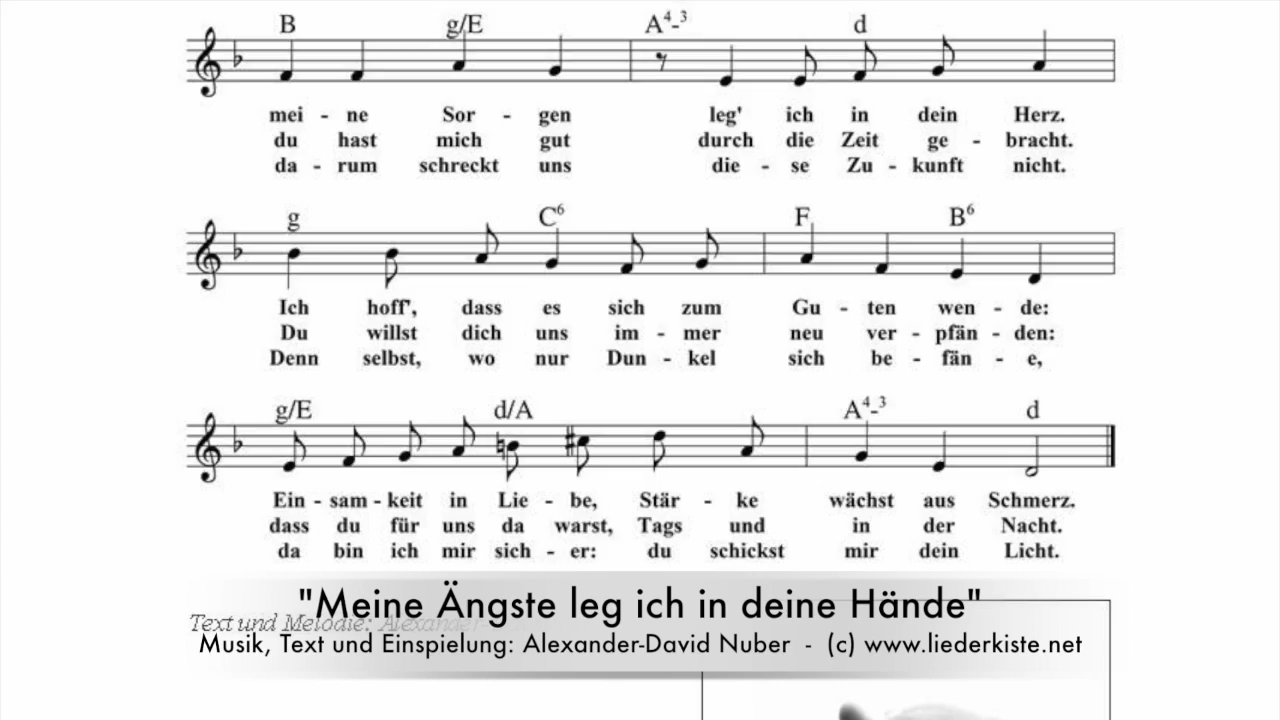 B g/E A4-3 d
mei - ne Sor - gen leg' ich in dein Herz.
du hast mich gut durch die Zeit ge - bracht.
da - rum schreckt uns die - se Zu - kunft nicht.
g C6 F B6
Ich hoff', dass es sich zum Gu - ten wen - de:
Du willst dich uns im - mer neu ver - pfän - den:
Denn selbst, wo nur Dun - kel sich be - fän - e,
g/E d/A A4-3 d
Ein - sam - keit in Lie - be, Stär - ke wächst aus Schmerz.
dass du für uns da warst, Tags und in der Nacht.
da bin ich mir sich - er: du schickst mir dein Licht.
"Meine Ängste leg ich in deine Hände"
Text und Melodie: Alexander-
Musik, Text und Einspielung: Alexander-David Nuber - (c) www.liederkiste.net